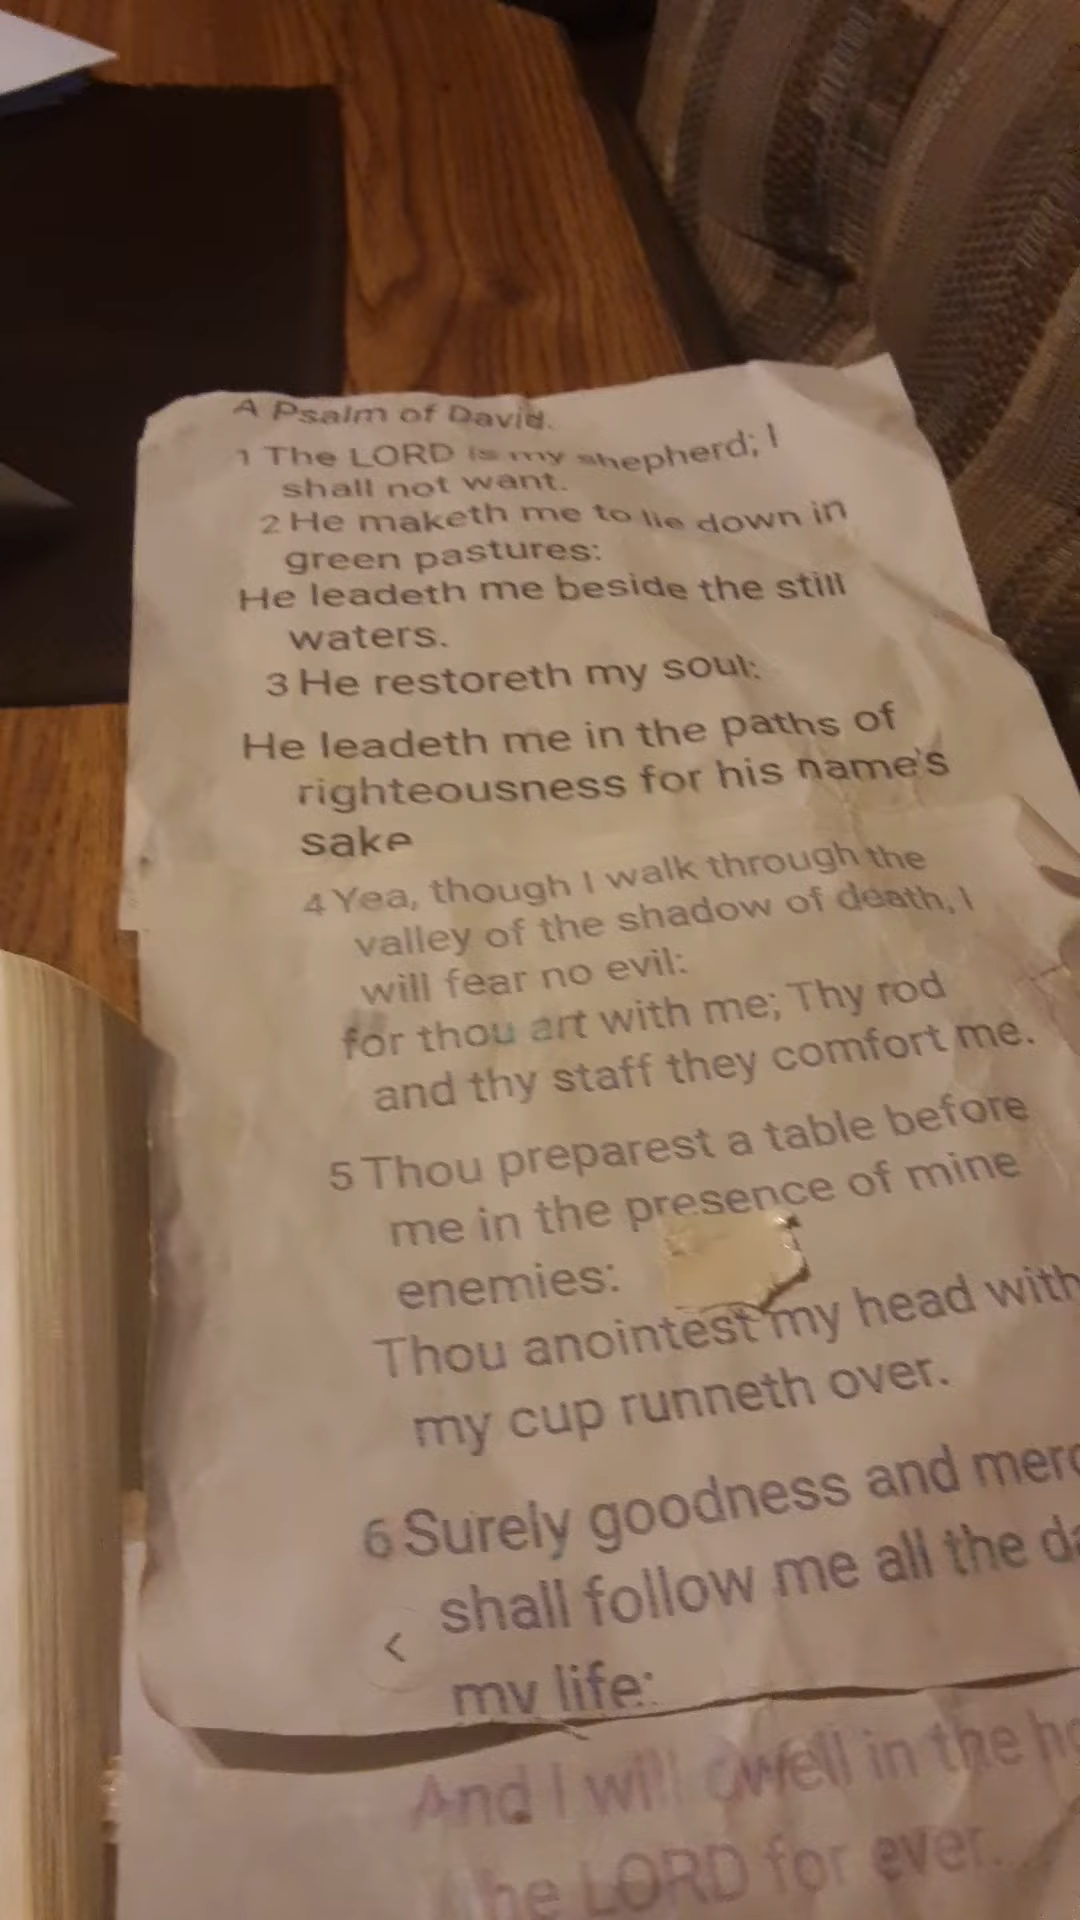 A Psalm of David.
1 The LORD is my shepherd; I
shall not want.
2 He maketh me to lie down in
green pastures:
He leadeth me beside the still
waters.
3 He restoreth my soul:
He leadeth me in the paths of
righteousness for his name's
sake
4 Yea, though I walk through the
valley of the shadow of death, I
will fear no evil:
for thou art with me; Thy rod
and thy staff they comfort me.
5 Thou preparest a table before
me in the presence of mine
enemies:
Thou anointest my head with
my cup runneth over.
6 Surely goodness and merc
shall follow me all the da
<
my life:
And I will dwell in the ho
he LORD for ever.